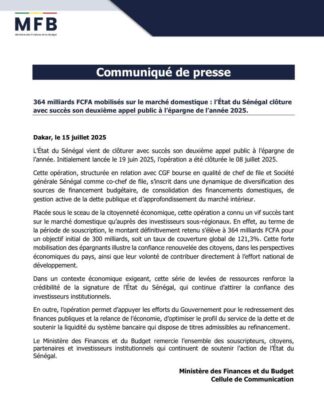 MFB
Ministère des Finances et du Budget
Communiqué de presse
364 milliards FCFA mobilisés sur le marché domestique : l'État du Sénégal clôture
avec succès son deuxième appel public à l'épargne de l'année 2025.
Dakar, le 15 juillet 2025
L'État du Sénégal vient de clôturer avec succès son deuxième appel public à l'épargne de
l'année. Initialement lancée le 19 juin 2025, l'opération a été clôturée le 08 juillet 2025.
Cette opération, structurée en relation avec CGF bourse en qualité de chef de file et Société
générale Sénégal comme co-chef de file, s'inscrit dans une dynamique de diversification des
sources de financement budgétaire, de consolidation des financements domestiques, de
gestion active de la dette publique et d'approfondissement du marché intérieur.
Placée sous le sceau de la citoyenneté économique, cette opération a connu un vif succès tant
sur le marché domestique qu'auprès des investisseurs sous-régionaux. En effet, au terme de
la période de souscription, le montant définitivement retenu s'élève à 364 milliards FCFA pour
un objectif initial de 300 milliards, soit un taux de couverture global de 121,3%. Cette forte
mobilisation des épargnants illustre la confiance renouvelée des citoyens, dans les perspectives
économiques du pays, ainsi que leur volonté de contribuer directement à l'effort national de
développement.
Dans un contexte économique exigeant, cette série de levées de ressources renforce la
crédibilité de la signature de l'État du Sénégal, qui continue d'attirer la confiance des
investisseurs institutionnels.
En outre, l'opération permet d'appuyer les efforts du Gouvernement pour le redressement des
finances publiques et la relance de l'économie, d'optimiser le profil du service de la dette et de
soutenir la liquidité du système bancaire qui dispose de titres admissibles au refinancement.
Le Ministère des Finances et du Budget remercie l'ensemble des souscripteurs, citoyens,
partenaires et investisseurs institutionnels qui continuent de soutenir l'action de l'État du
Sénégal.
Ministère des Finances et du Budget
Cellule de Communication